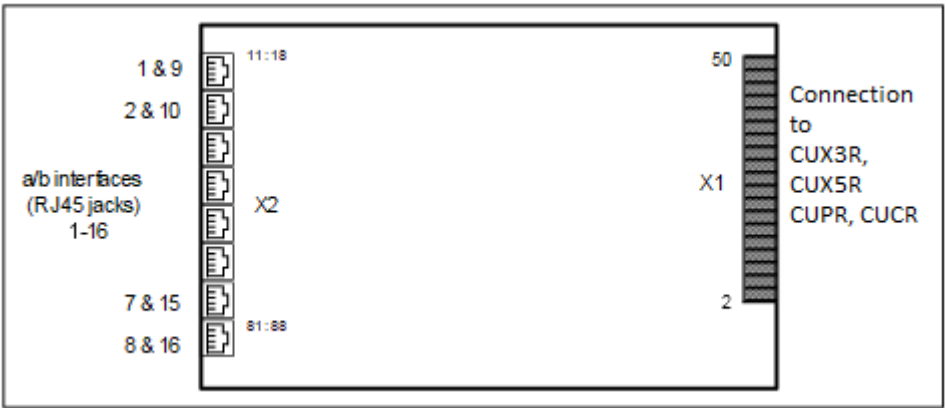 1 & 9
11:18
2 & 10
a/b interfaces
(RJ45 jacks)
1-16
X2
7 & 15
8 & 16
81:88
50
X1
2
Connection
to
CUX3R,
CUX5R
CUPR, CUCR